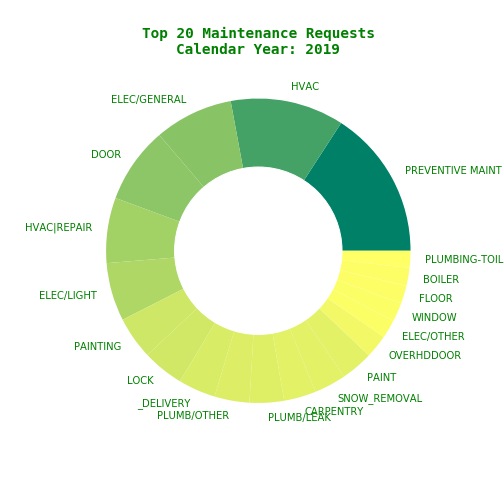 Top 20 Maintenance Requests
Calendar Year: 2019
HVAC
ELEC/GENERAL
DOOR
PREVENTIVE MAINT
HVAC|REPAIR
PLUMBING-TOIL
BOILER
ELEC/LIGHT
FLOOR
WINDOW
ELEC/OTHER
PAINTING
OVERHDDOOR
PAINT
LOCK
SNOW_REMOVAL
_DELIVERY
CARPENTRY
PLUMB/OTHER
PLUMB/LEAK